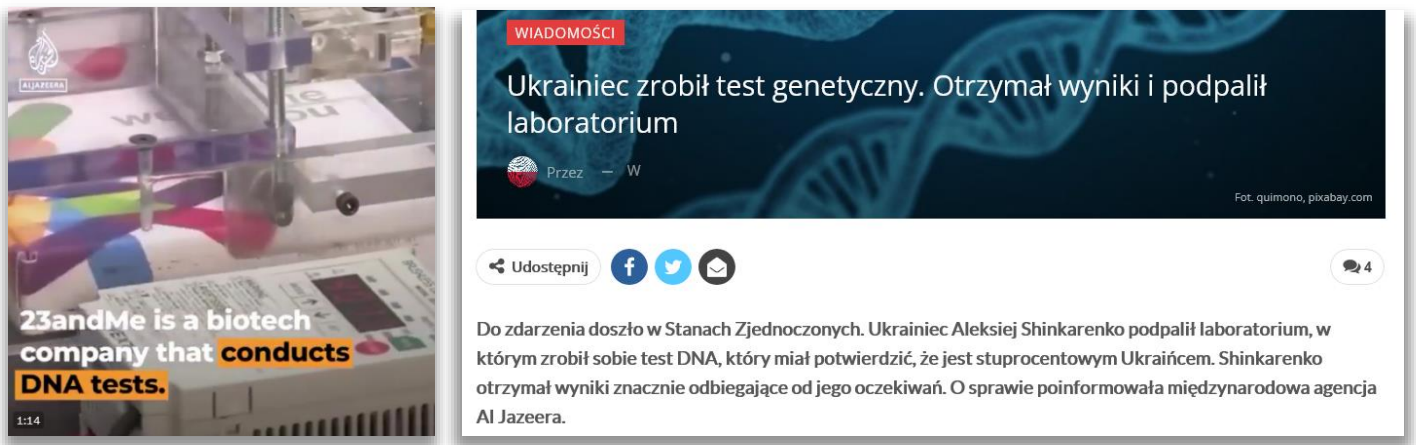 ALJAZEERA
we
me
ou
23andMe is a biotech
company that conducts
DNA tests.
1:14
WIADOMOŚCI
Ukrainiec zrobił test genetyczny. Otrzymał wyniki i podpalił
laboratorium
Przez — W
Fot. quimono, pixabay.com
Udostępnij
4
Do zdarzenia doszło w Stanach Zjednoczonych. Ukrainiec Aleksiej Shinkarenko podpalił laboratorium, w
którym zrobił sobie test DNA, który miał potwierdzić, że jest stuprocentowym Ukraińcem. Shinkarenko
otrzymał wyniki znacznie odbiegające od jego oczekiwań. O sprawie poinformowała międzynarodowa agencja
Al Jazeera.